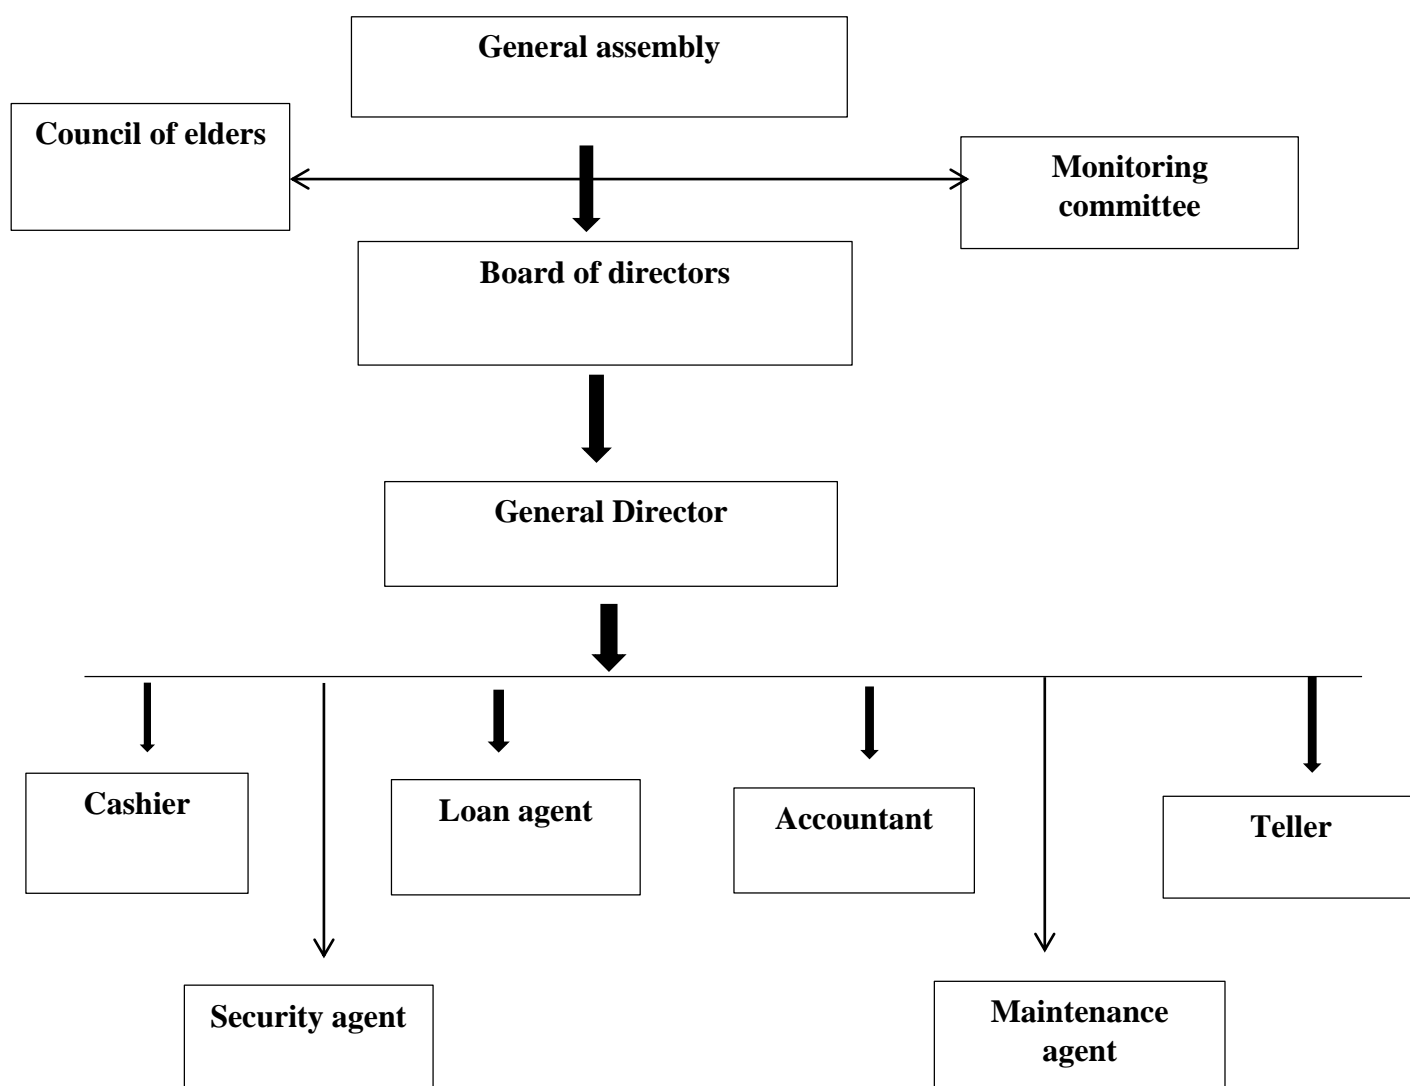 General assembly
Council of elders
Monitoring
committee
Board of directors
General Director
Cashier
Loan agent
Accountant
Teller
Security agent
Maintenance
agent